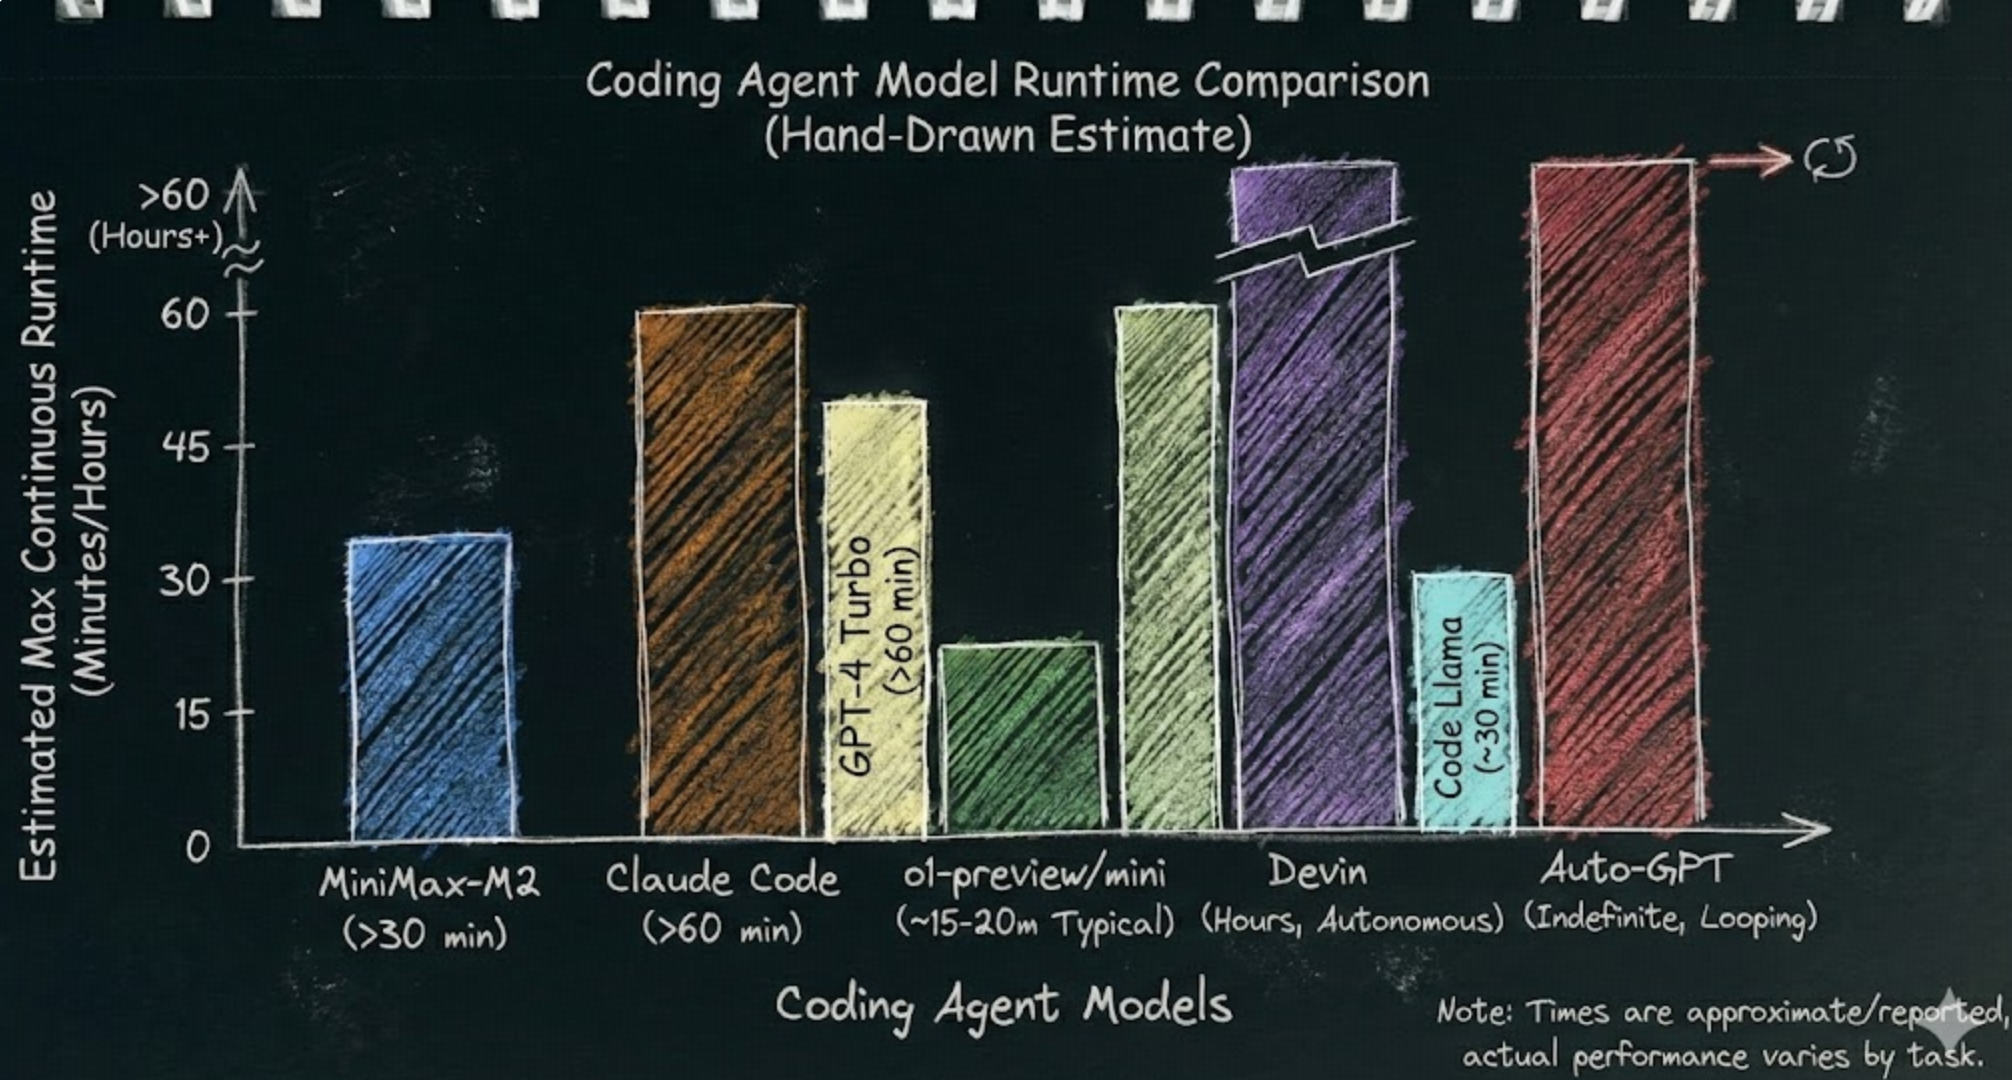 Coding Agent Model Runtime Comparison
(Hand-Drawn Estimate)
Estimated Max Continuous Runtime
(Minutes/Hours)
>60
(Hours+)
60
45
30
15
0
GPT-4 Turbo
(>60 min)
Code Llama
(~30 min)
MiniMax-M2
(>30 min)
Claude Code
(>60 min)
o1-preview/mini
(~15-20m Typical)
Devin
(Hours, Autonomous)
Auto-GPT
(Indefinite, Looping)
Coding Agent Models
Note: Times are approximate/reported,
actual performance varies by task.